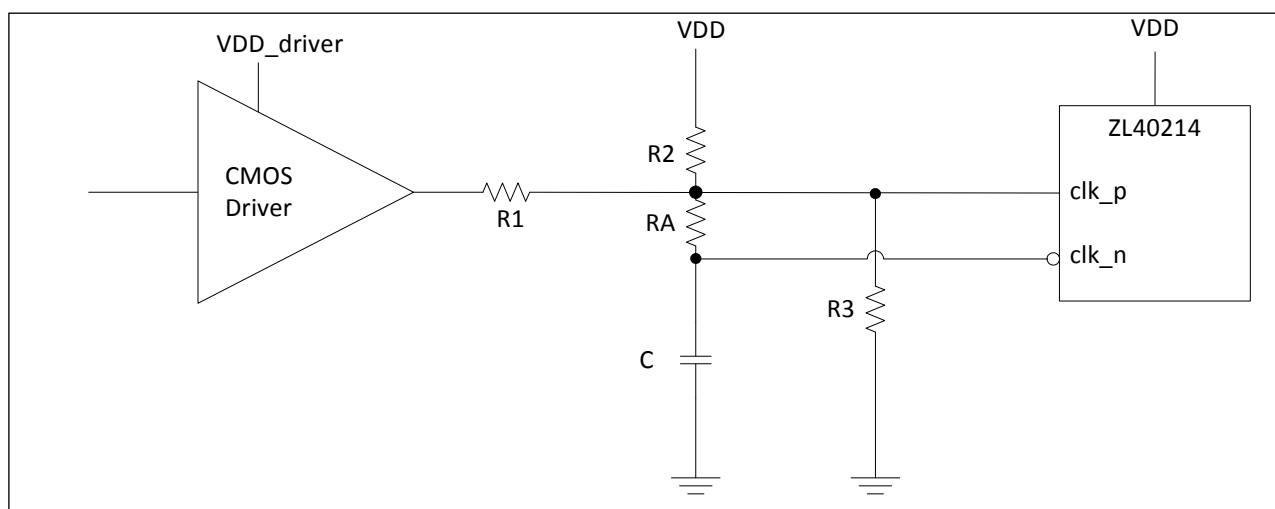 VDD_driver
VDD
VDD
ZL40214
R2
CMOS
Driver
clk_p
R1
RA
clk_n
R3
C